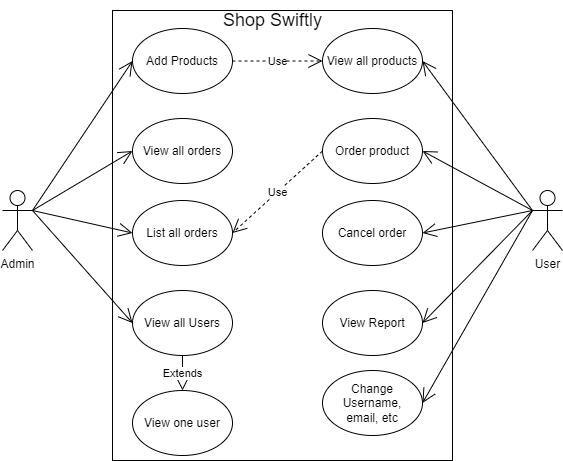 Shop Swiftly
Add Products
Use
View all products
View all orders
Order product
Use
List all orders
Cancel order
Admin
User
View all Users
View Report
Extends
Change
Username,
email, etc
View one user